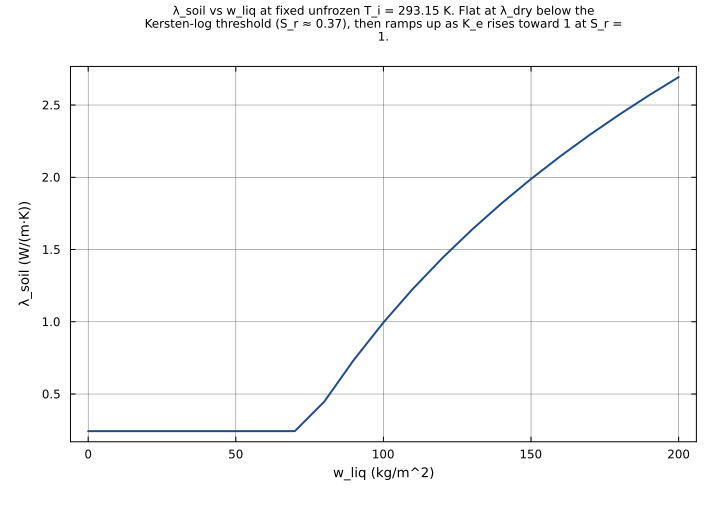 λ_soil vs w_liq at fixed unfrozen T_i = 293.15 K. Flat at λ_dry below the
Kersten-log threshold (S_r ≈ 0.37), then ramps up as K_e rises toward 1 at S_r =
1.
2.5
2.0
1.5
1.0
0.5
λ_soil (W/(m·K))
0 50 100 150 200
w_liq (kg/m^2)